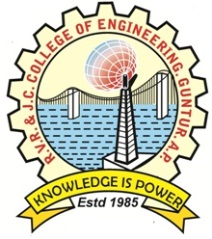 R.V.R. & J.C. COLLEGE OF ENGINEERING, GUNTUR, A.P.
KNOWLEDGE IS POWER
Estd 1985